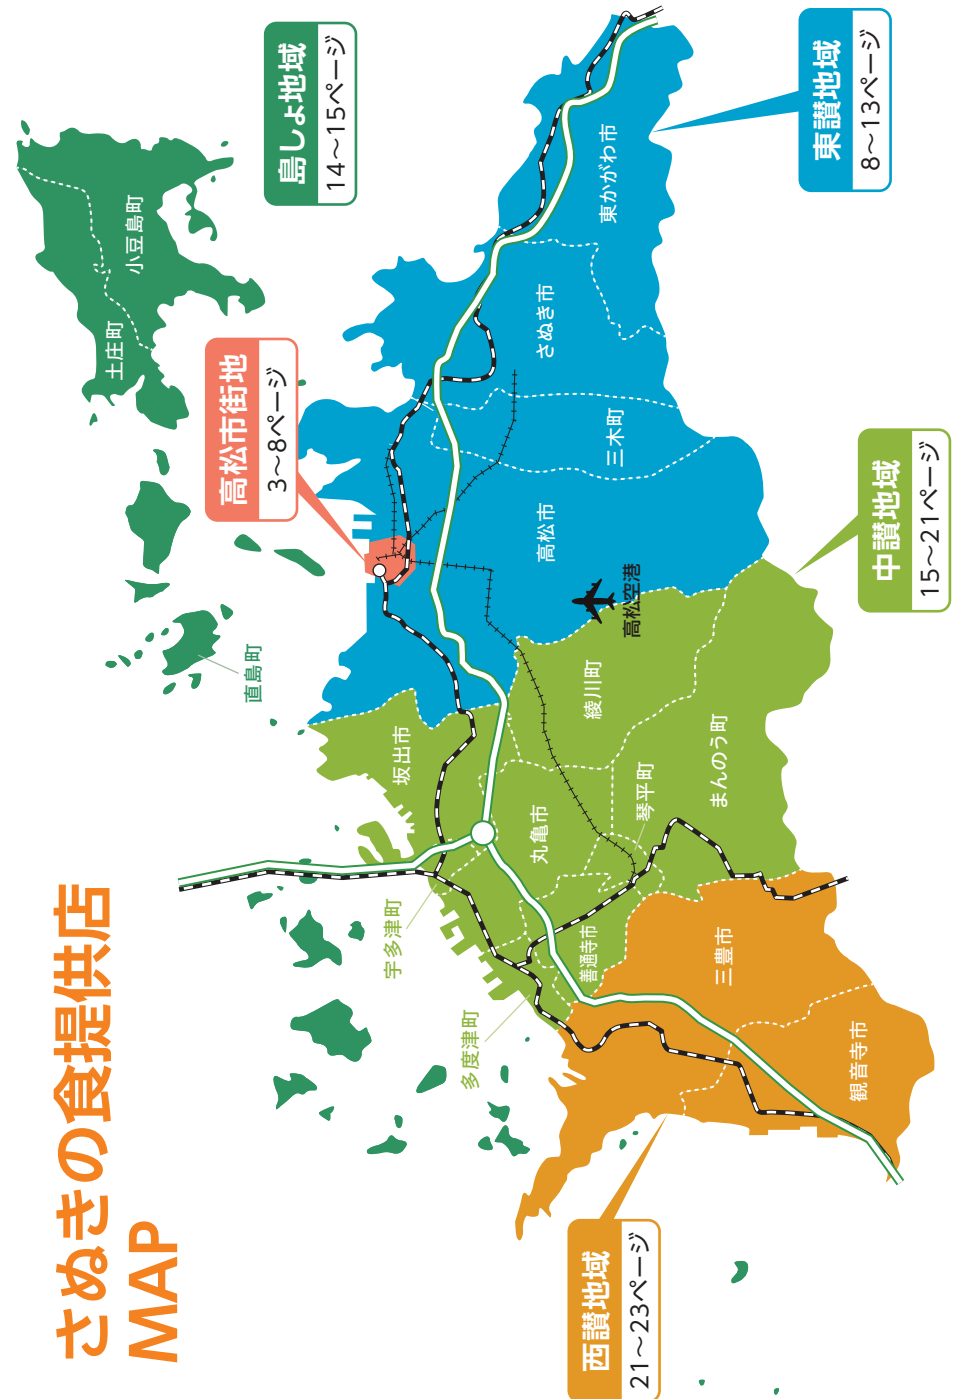 さぬきの食提供店
MAP
島しょ地域
14～15ページ
東讃地域
8～13ページ
高松市街地
3～8ページ
中讃地域
15～21ページ
西讃地域
21～23ページ
小豆島町
土庄町
直島町
東かがわ市
さぬき市
三木町
高松市
高松空港
綾川町
坂出市
丸亀市
琴平町
まんのう町
宇多津町
善通寺市
多度津町
三豊市
観音寺市